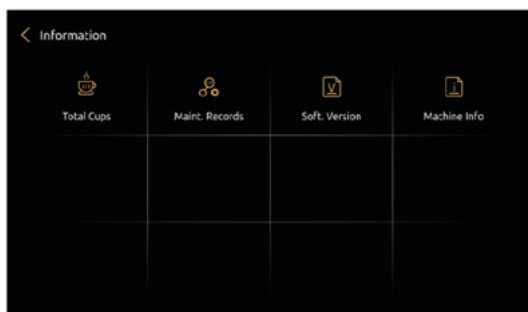 Information
Total Cups
Maint. Records
Soft. Version
Machine Info